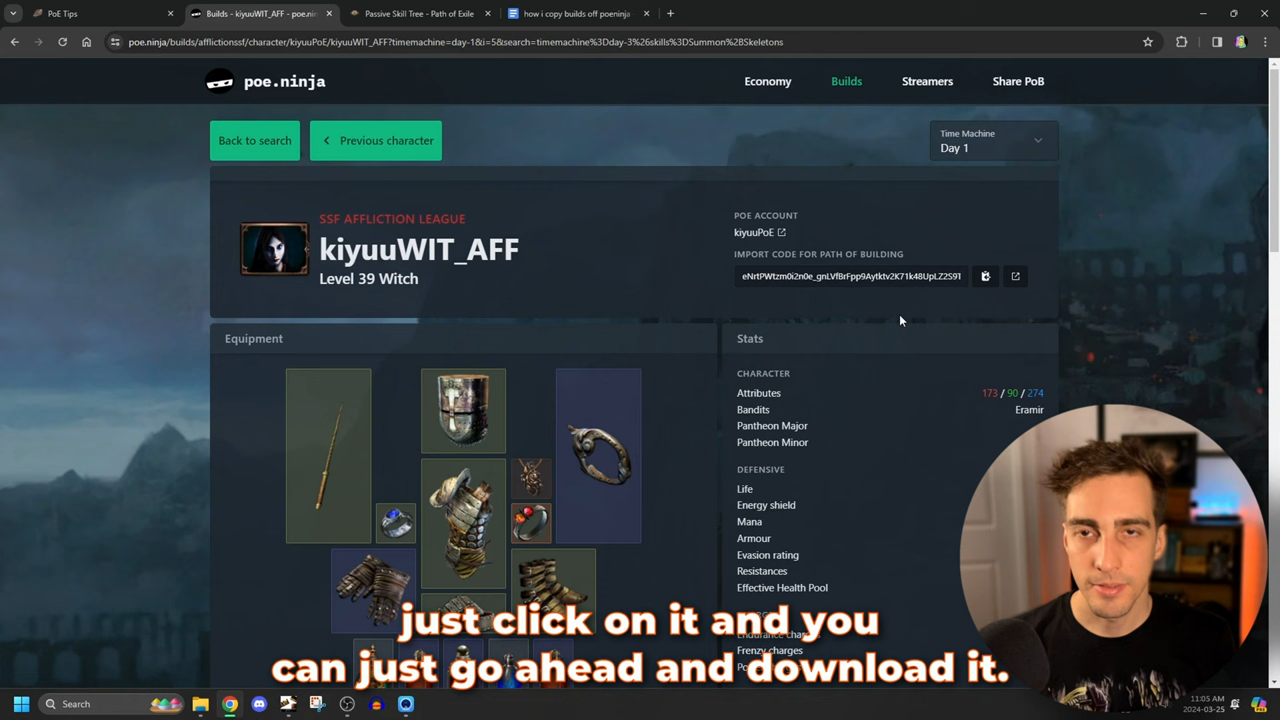 PoE Tips
Builds - kiyuuWIT_AFF - poe.nin
Passive Skill Tree - Path of Exile
how i copy builds off poeninja
poe.ninja/builds/afflictionssf/character/kiyuuPoE/kiyuuWIT_AFF?timemachine=day-1&i=5&search=timemachine%3Dday-3%26skills%3DSummon%2BSkeletons
poe.ninja
Economy
Builds
Streamers
Share PoB
Back to search
Previous character
Time Machine
Day 1
SSF AFFLICTION LEAGUE
kiyuuWIT_AFF
Level 39 Witch
POE ACCOUNT
kiyuuPoE
IMPORT CODE FOR PATH OF BUILDING
Equipment
Stats
CHARACTER
Attributes 173 / 90 / 274
Bandits Eramir
Pantheon Major
Pantheon Minor
DEFENSIVE
Life
Energy shield
Mana
Armour
Evasion rating
Resistances
Effective Health Pool
Frenzy charges
just click on it and you
can just go ahead and download it.
Search
11:05 AM
2024-03-25